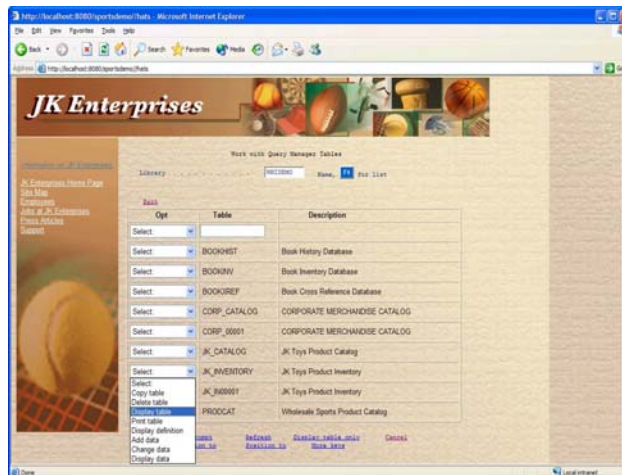 http://localhost:8080/sportsdemo/hats - Microsoft Internet Explorer
File Edit View Favorites Tools Help
Back Search Favorites Media
Address http://localhost:8080/sportsdemo/hats
JK Enterprises
Work with Query Manager Tables
Library Name, F4 for list
JK Enterprises Home Page
Site Map
Employees
Jobs at JK Enterprises
Press Articles
Support
Exit
Opt Table Description
Select
Select BOOKHIST Book History Database
Select BOOKINV Book Inventory Database
Select BOOKXREF Book Cross Reference Database
Select CORP_CATALOG CORPORATE MERCHANDISE CATALOG
Select CORP_00001 CORPORATE MERCHANDISE CATALOG
Select JK_CATALOG JK Toys Product Catalog
Select JK_INVENTORY JK Toys Product Inventory
Select
Copy table
Delete table
Display table
Print table
Display definition
Add data
Change data
Display data
JK_IN00001 JK Toys Product Inventory
PRODCAT Wholesale Sports Product Catalog
Refresh Display table only Cancel
Position to More keys
Done Local intranet